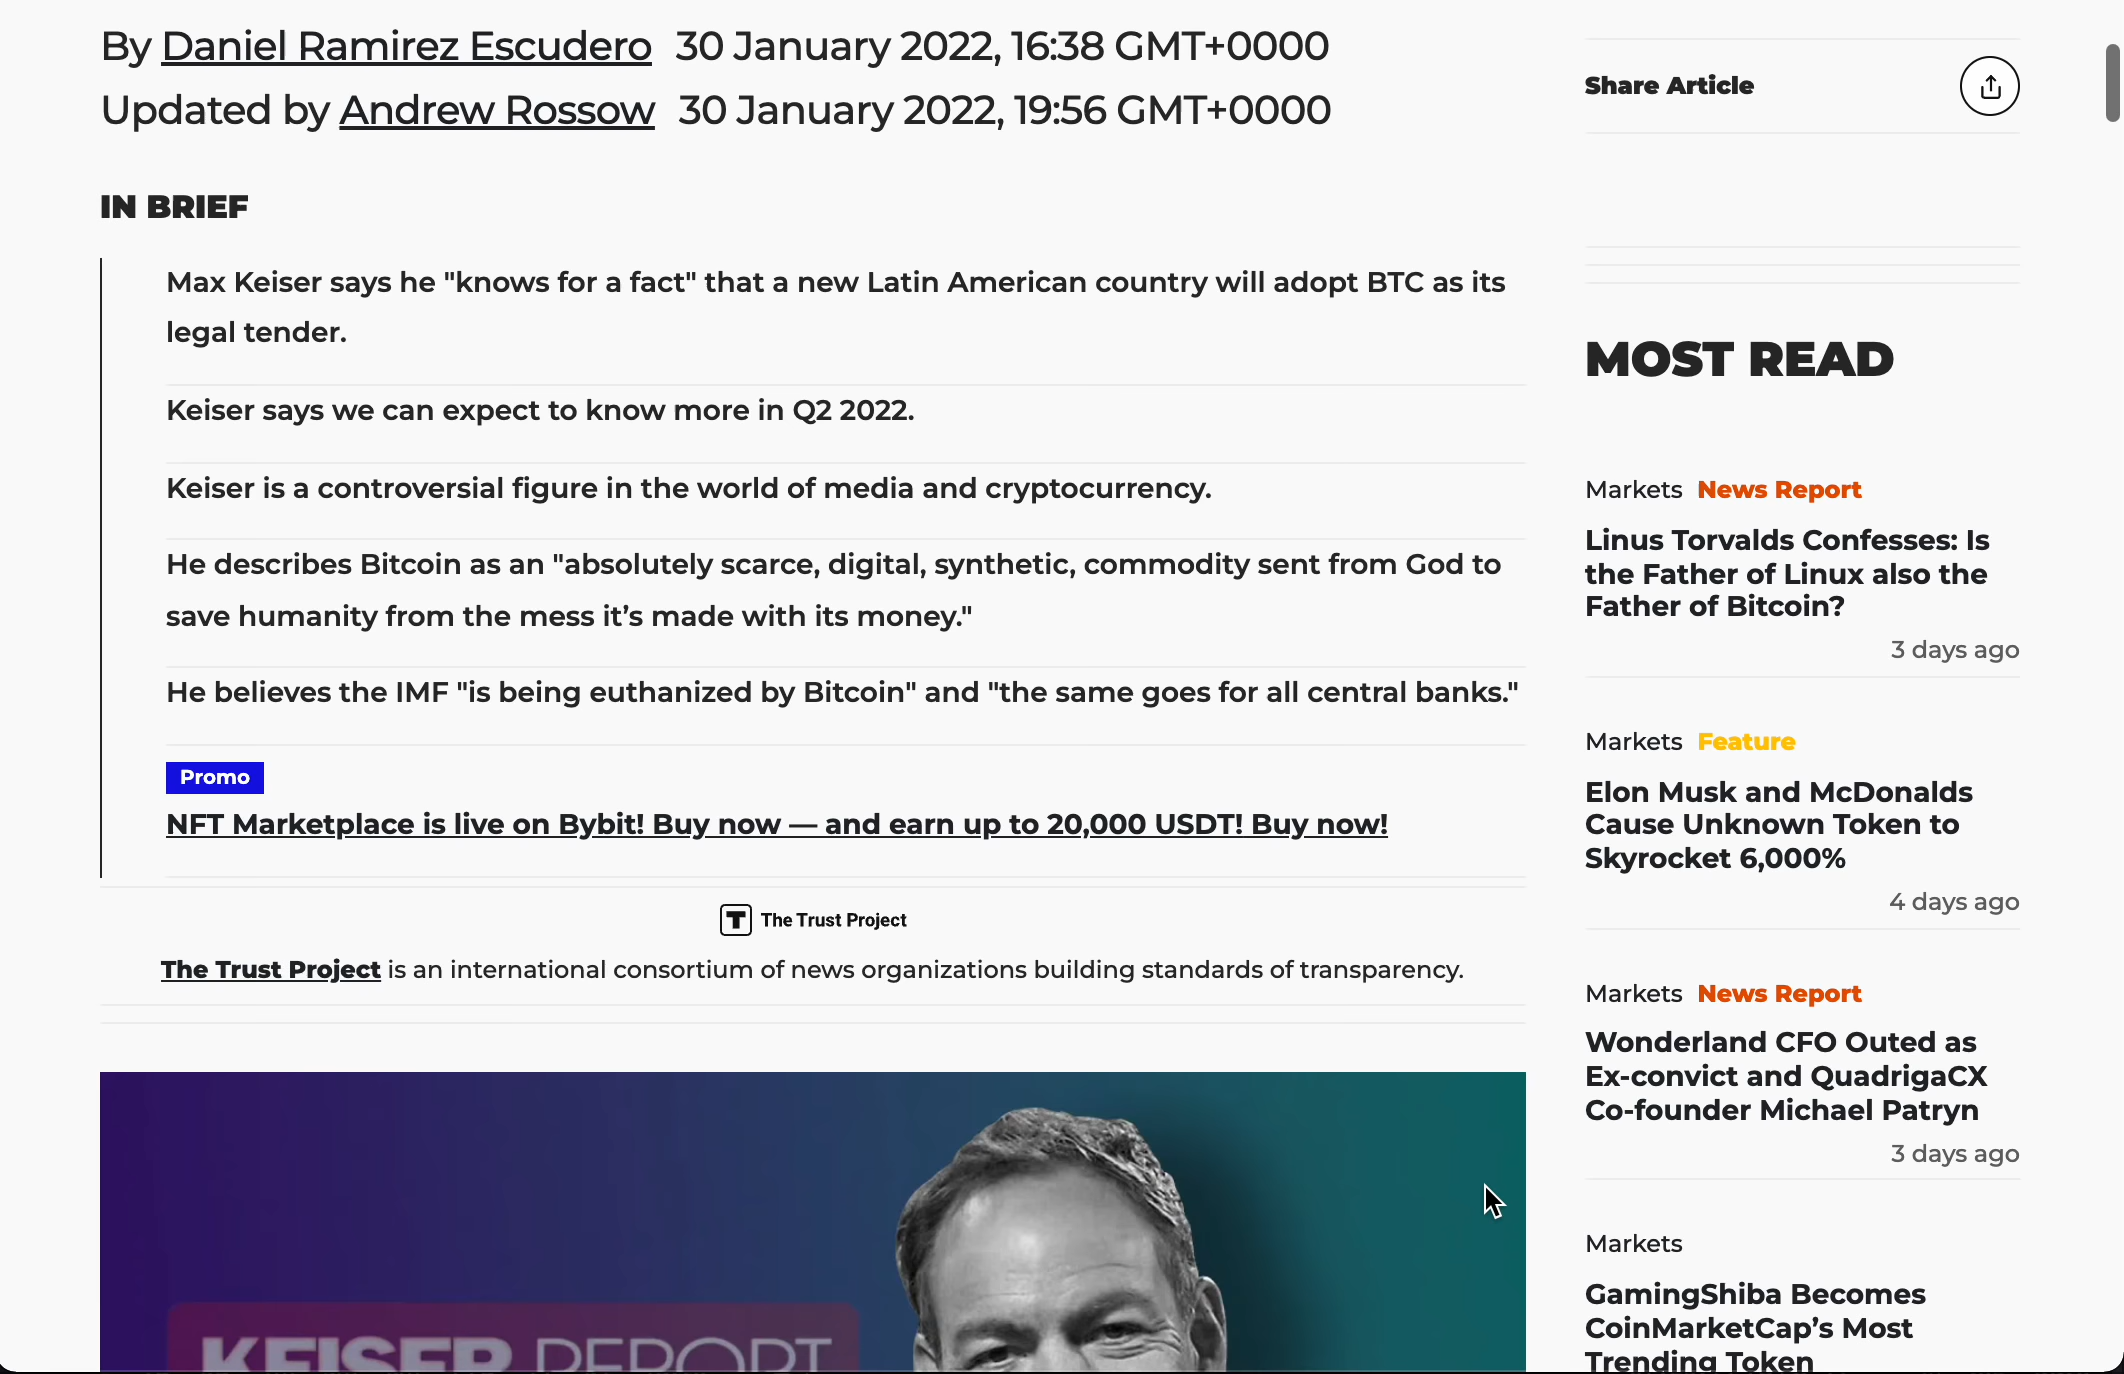 By Daniel Ramirez Escudero 30 January 2022, 16:38 GMT+0000
Updated by Andrew Rossow 30 January 2022, 19:56 GMT+0000
IN BRIEF
Max Keiser says he "knows for a fact" that a new Latin American country will adopt BTC as its
legal tender.
Keiser says we can expect to know more in Q2 2022.
Keiser is a controversial figure in the world of media and cryptocurrency.
He describes Bitcoin as an "absolutely scarce, digital, synthetic, commodity sent from God to
save humanity from the mess it’s made with its money."
He believes the IMF "is being euthanized by Bitcoin" and "the same goes for all central banks."
Promo
NFT Marketplace is live on Bybit! Buy now — and earn up to 20,000 USDT! Buy now!
T The Trust Project
The Trust Project is an international consortium of news organizations building standards of transparency.
KEISER REPORT
Share Article
MOST READ
Markets News Report
Linus Torvalds Confesses: Is
the Father of Linux also the
Father of Bitcoin?
3 days ago
Markets Feature
Elon Musk and McDonalds
Cause Unknown Token to
Skyrocket 6,000%
4 days ago
Markets News Report
Wonderland CFO Outed as
Ex-convict and QuadrigaCX
Co-founder Michael Patryn
3 days ago
Markets
GamingShiba Becomes
CoinMarketCap’s Most
Trending Token